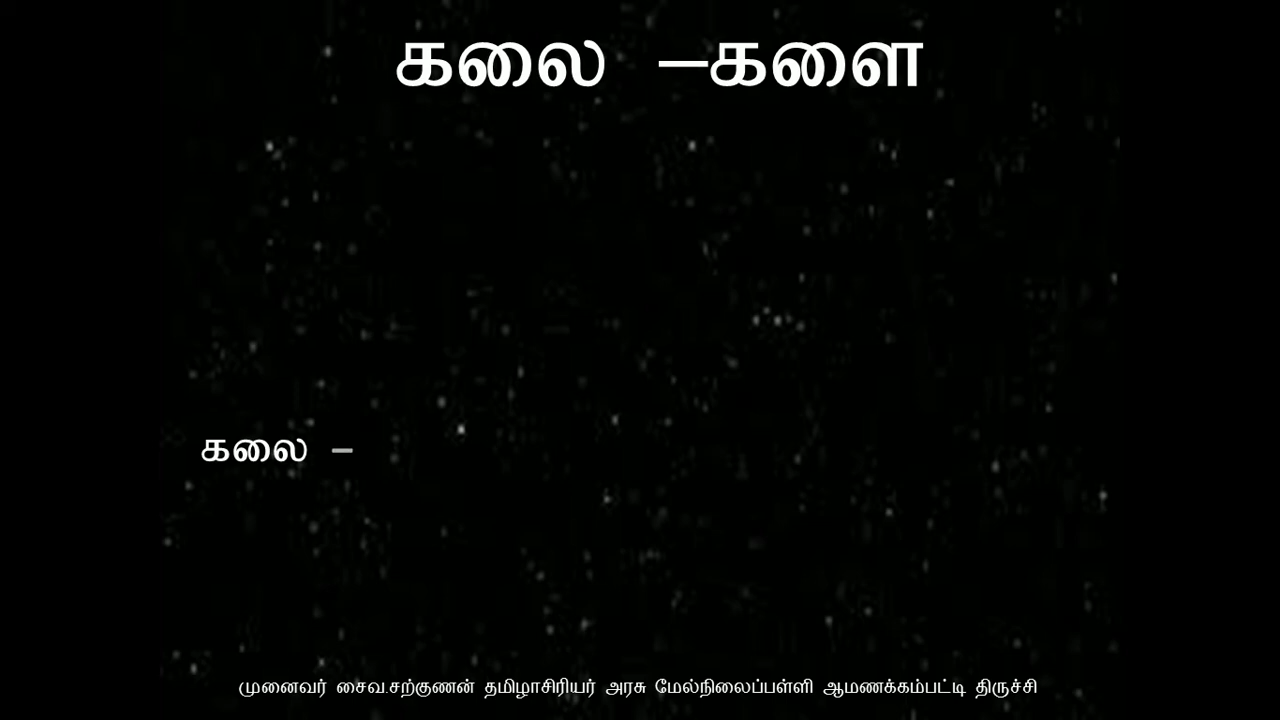 கலை –களை
கலை –
முனைவர் சைவ.சற்குணன் தமிழாசிரியர் அரசு மேல்நிலைப்பள்ளி ஆமணக்கம்பட்டி திருச்சி